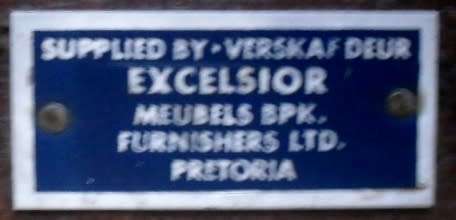 SUPPLIED BY • VERSKAF DEUR
EXCELSIOR
MEUBELS BPK.
FURNISHERS LTD.
PRETORIA